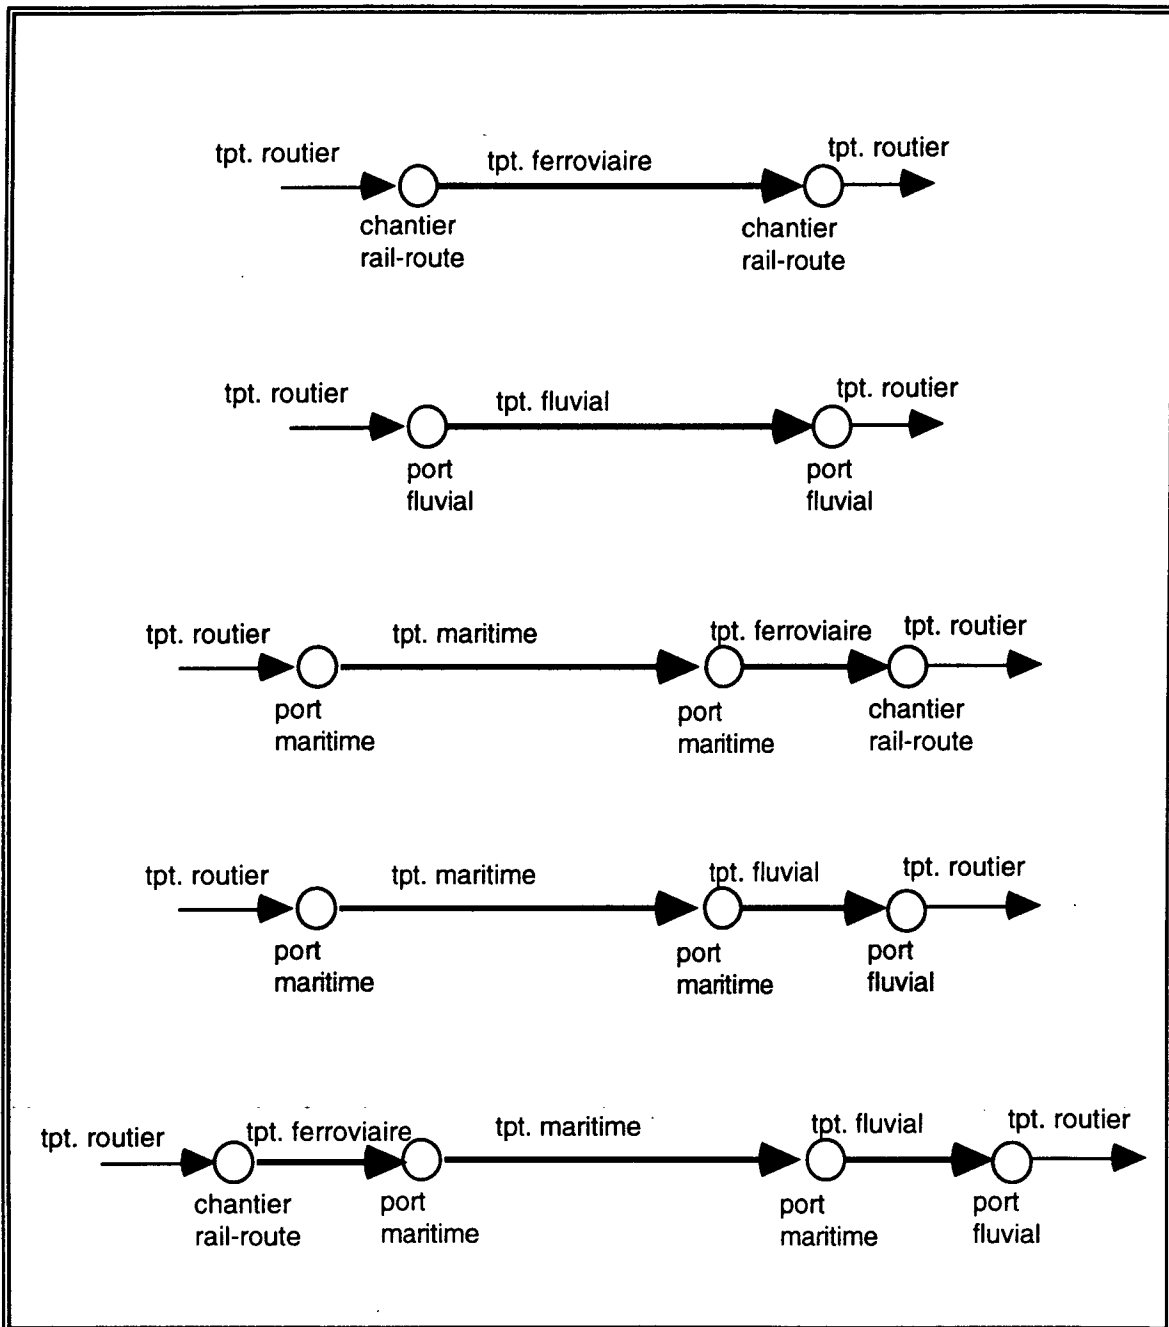 tpt. routier
tpt. ferroviaire
tpt. routier
chantier
rail-route
chantier
rail-route
tpt. routier
tpt. fluvial
tpt. routier
port
fluvial
port
fluvial
tpt. routier
tpt. maritime
tpt. ferroviaire
tpt. routier
port
maritime
port
maritime
chantier
rail-route
tpt. routier
tpt. maritime
tpt. fluvial
tpt. routier
port
maritime
port
maritime
port
fluvial
tpt. routier
tpt. ferroviaire
tpt. maritime
tpt. fluvial
tpt. routier
chantier
rail-route
port
maritime
port
maritime
port
fluvial